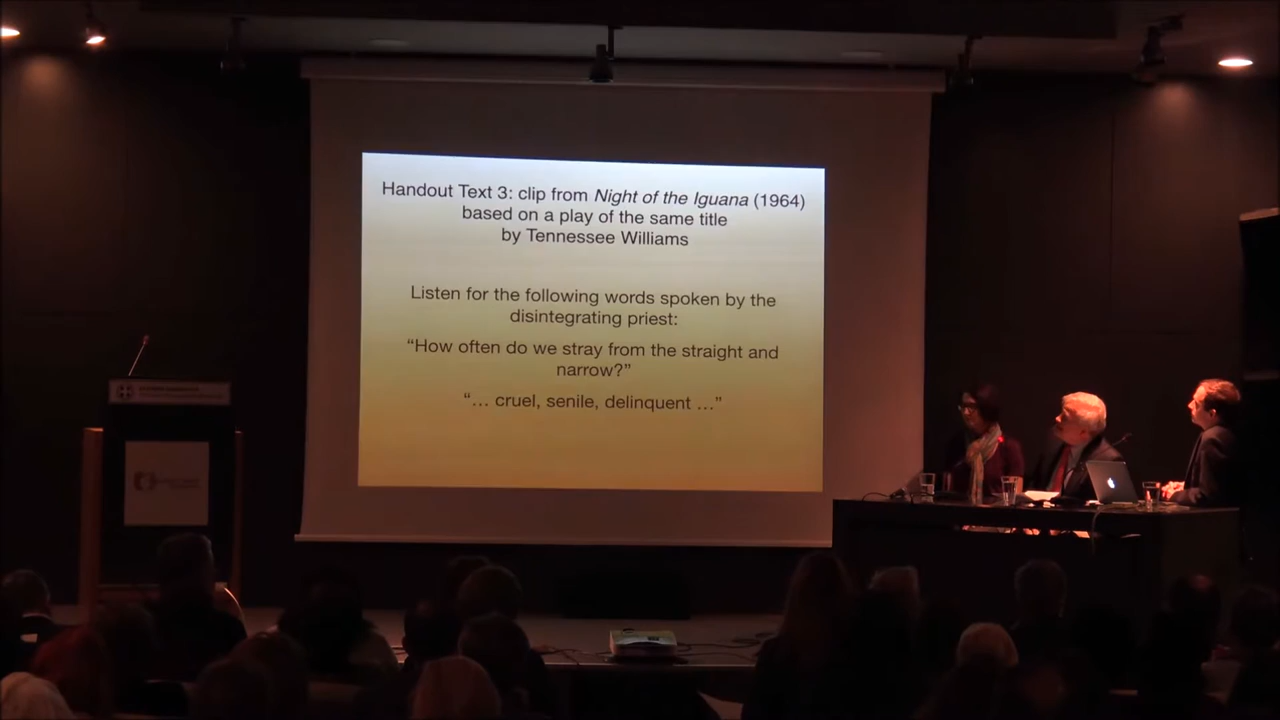 Handout Text 3: clip from Night of the Iguana (1964)
based on a play of the same title
by Tennessee Williams
Listen for the following words spoken by the
disintegrating priest:
“How often do we stray from the straight and
narrow?”
“... cruel, senile, delinquent ...”